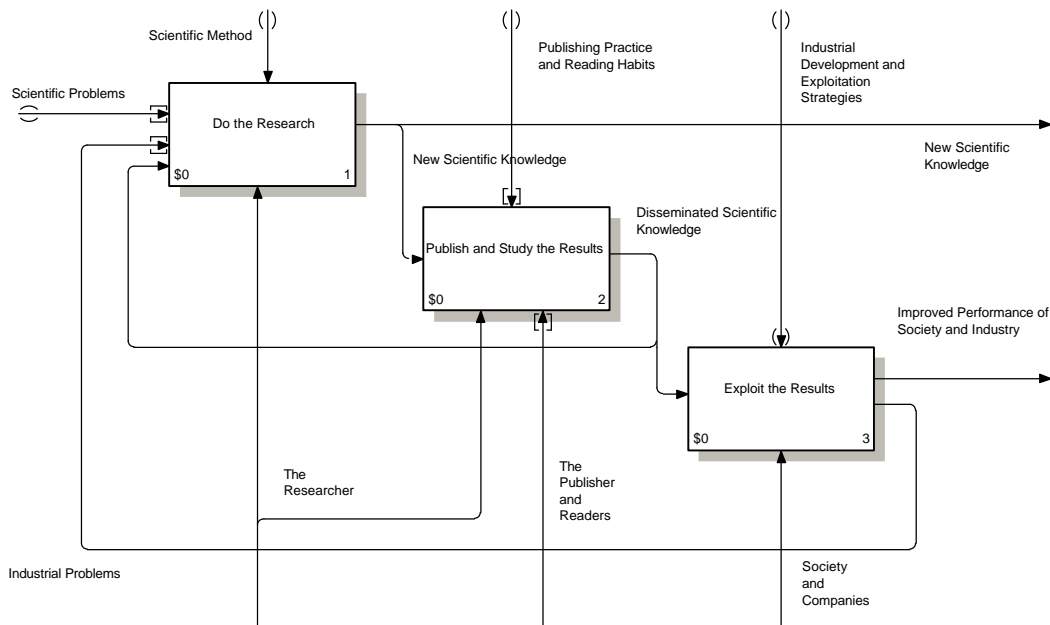 Scientific Method
Publishing Practice
and Reading Habits
Industrial
Development and
Exploitation
Strategies
Scientific Problems
Do the Research
$0 1
New Scientific Knowledge
New Scientific
Knowledge
Disseminated Scientific
Knowledge
Publish and Study the Results
$0 2
Improved Performance of
Society and Industry
Exploit the Results
$0 3
The
Researcher
The
Publisher
and
Readers
Industrial Problems
Society
and
Companies